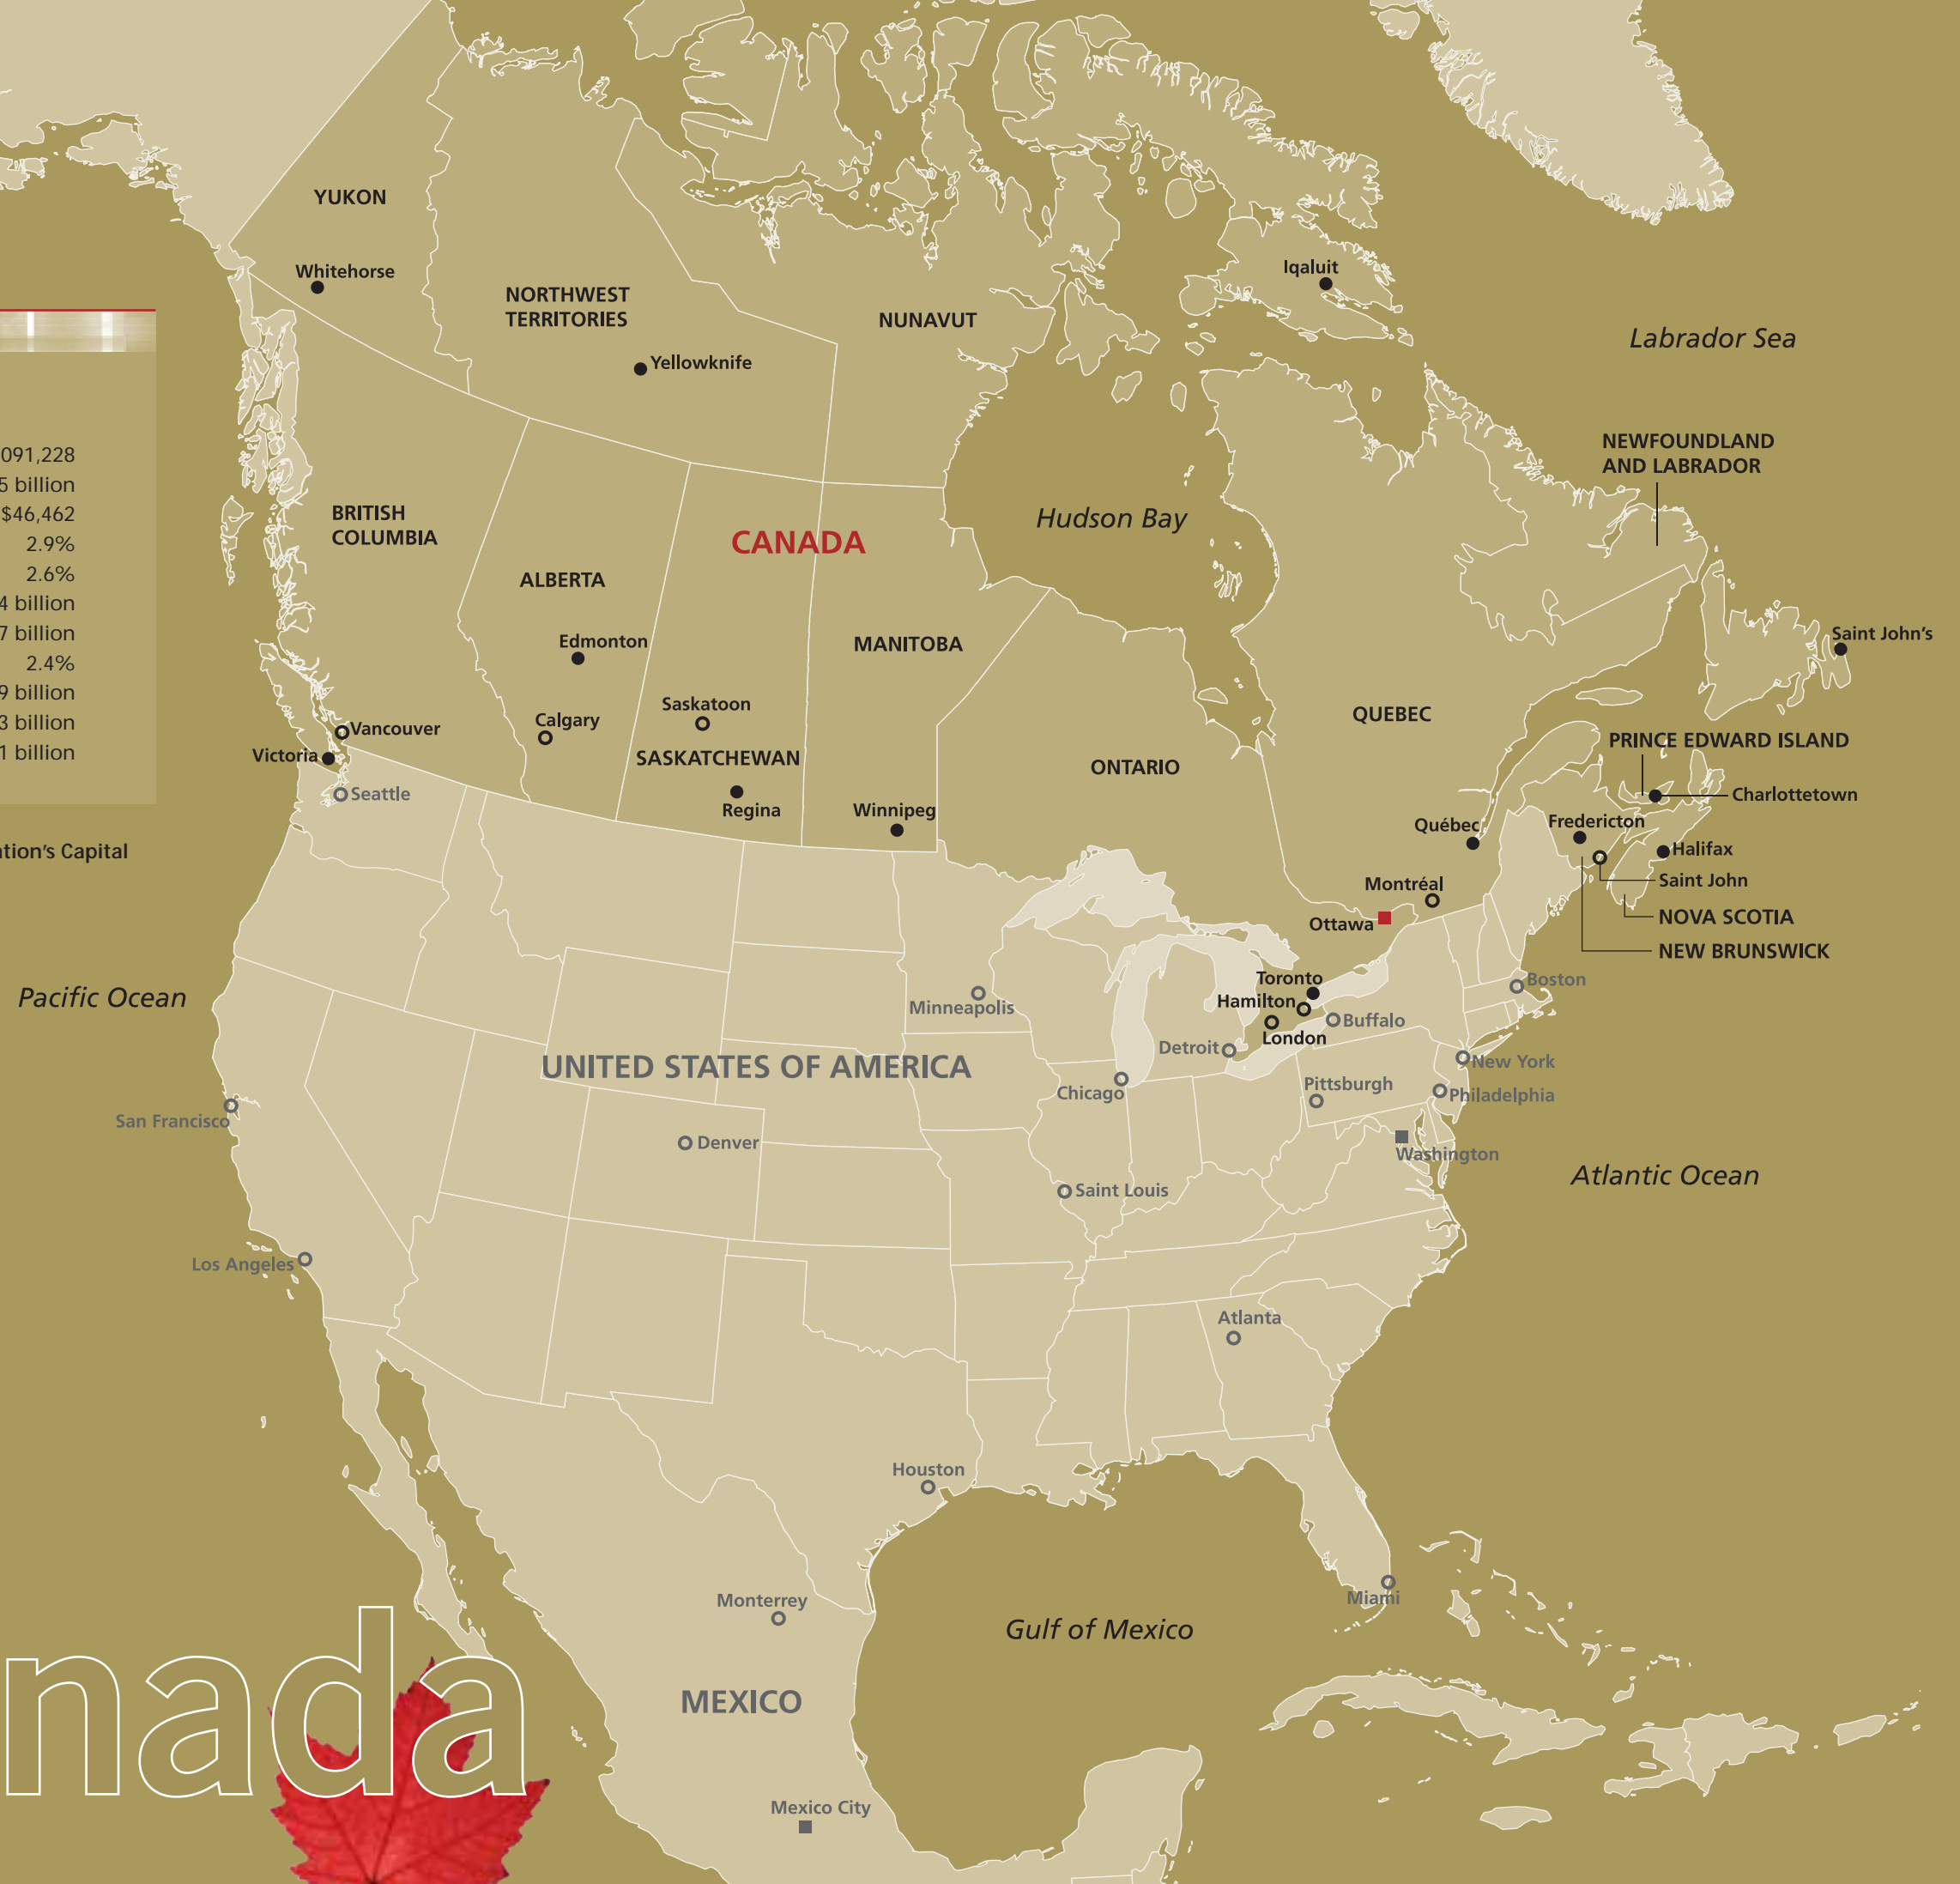 YUKON
Whitehorse
NORTHWEST
TERRITORIES
Yellowknife
NUNAVUT
Iqaluit
Labrador Sea
NEWFOUNDLAND
AND LABRADOR
091,228
5 billion
$46,462
2.9%
2.6%
4 billion
7 billion
2.4%
9 billion
3 billion
1 billion
BRITISH
COLUMBIA
CANADA
Hudson Bay
ALBERTA
Edmonton
MANITOBA
Saint John's
Saskatoon
Calgary
Vancouver
Victoria
SASKATCHEWAN
QUEBEC
PRINCE EDWARD ISLAND
ONTARIO
Seattle
Charlottetown
Regina
Winnipeg
Québec
Fredericton
Halifax
tion's Capital
Saint John
Montréal
Ottawa
NOVA SCOTIA
NEW BRUNSWICK
Pacific Ocean
Minneapolis
Toronto
Hamilton
London
Buffalo
Boston
Detroit
UNITED STATES OF AMERICA
New York
Chicago
Pittsburgh
Philadelphia
San Francisco
Denver
Washington
Atlantic Ocean
Saint Louis
Los Angeles
Atlanta
Houston
Miami
Monterrey
Gulf of Mexico
nada
MEXICO
Mexico City